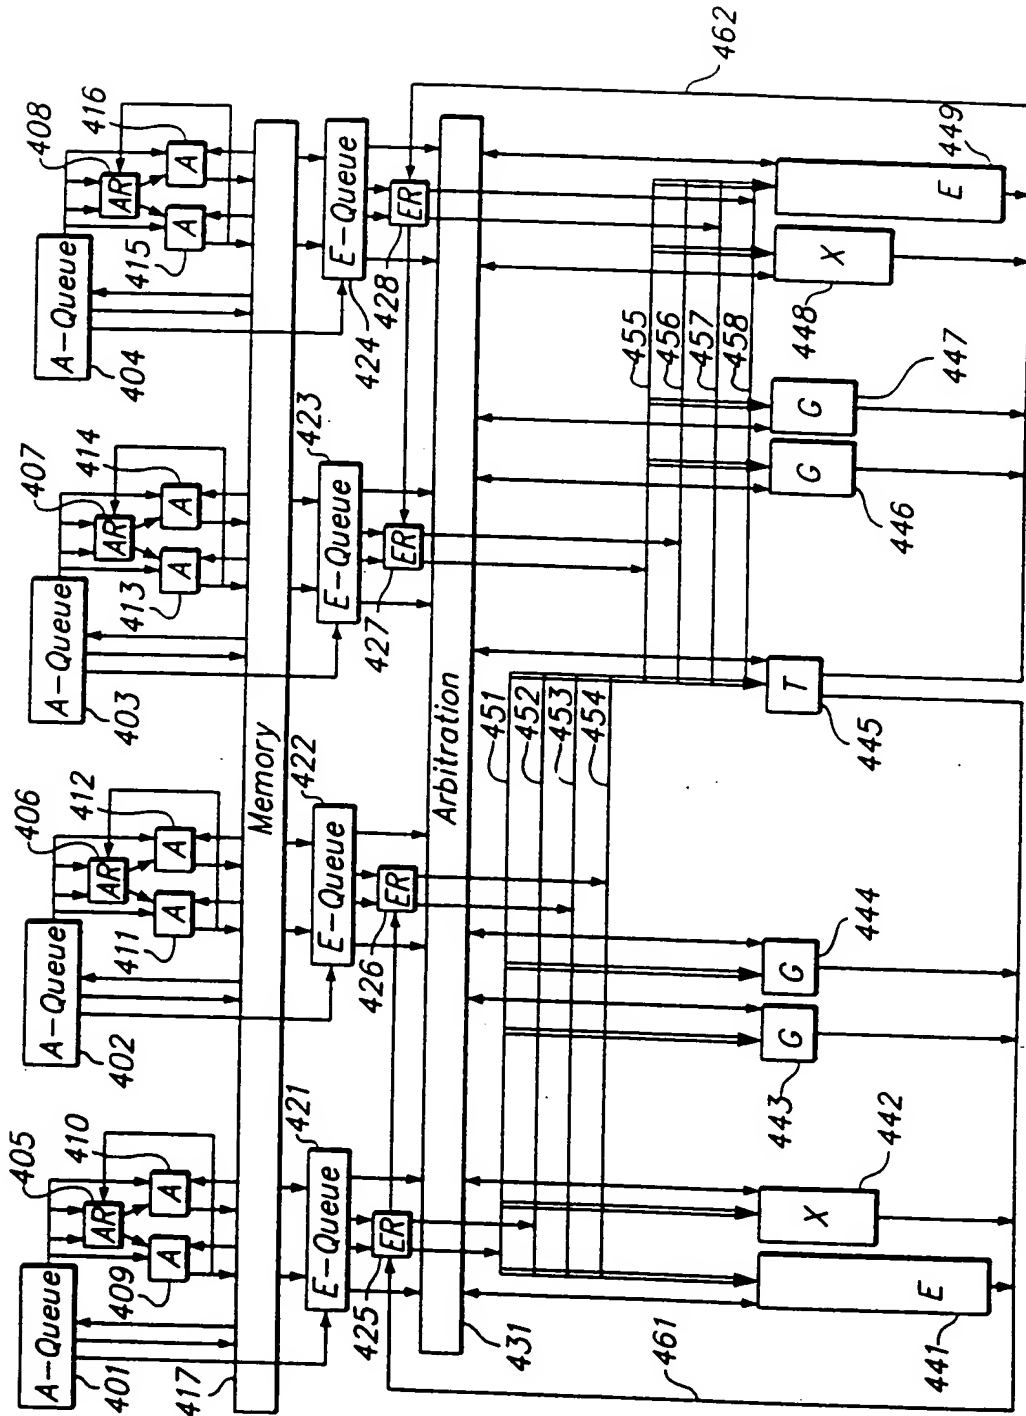 A-Queue
401
405
AR
410
A
409
A
A-Queue
402
406
AR
412
A
411
A
A-Queue
403
407
AR
414
A
413
A
A-Queue
404
408
AR
416
A
415
A
417
Memory
421
E-Queue
425
ER
422
E-Queue
426
ER
423
E-Queue
427
ER
424
E-Queue
428
ER
431
Arbitration
461
462
451
452
453
454
455
456
457
458
E
441
X
442
G
443
G
444
T
445
G
446
G
447
X
448
E
449